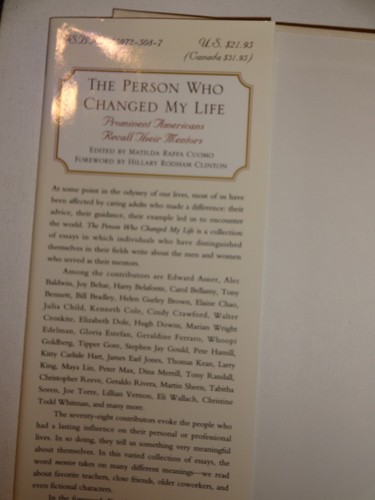 972-508-7
U.S. $21.95
(Canada $31.95)
THE PERSON WHO
CHANGED MY LIFE
Prominent Americans
Recall Their Mentors
EDITED BY MATILDA RAFFA CUOMO
FOREWORD BY HILLARY RODHAM CLINTON
At some point in the odyssey of our lives, most of us have
been affected by caring adults who made a difference: their
advice, their guidance, their example led us to encounter
the world. The Person Who Changed My Life is a collection
of essays in which individuals who have distinguished
themselves in their fields write about the men and women
who served as their mentors.
Among the contributors are Edward Asner, Alec
Baldwin, Joy Behar, Harry Belafonte, Carol Bellamy, Tony
Bennett, Bill Bradley, Helen Gurley Brown, Elaine Chao,
Julia Child, Kenneth Cole, Cindy Crawford, Walter
Cronkite, Elizabeth Dole, Hugh Downs, Marian Wright
Edelman, Gloria Estefan, Geraldine Ferraro, Whoopi
Goldberg, Tipper Gore, Stephen Jay Gould, Pete Hamill,
Kitty Carlisle Hart, James Earl Jones, Thomas Kean, Larry
King, Maya Lin, Peter Max, Dina Merrill, Tony Randall,
Christopher Reeve, Geraldo Rivera, Martin Sheen, Tabitha
Soren, Joe Torre, Lillian Vernon, Eli Wallach, Christine
Todd Whitman, and many more.
The seventy-eight contributors evoke the people who
had a lasting influence on their personal or professional
lives. In so doing, they tell us something very meaningful
about themselves. In this varied collection of essays, the
word mentor takes on many different meanings—we read
about favorite teachers, close friends, older coworkers, and
even fictional characters.
In the